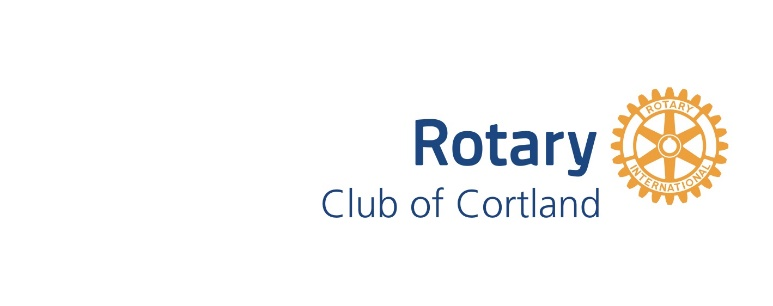 Rotary
Club of Cortland
ROTARY
INTERNATIONAL